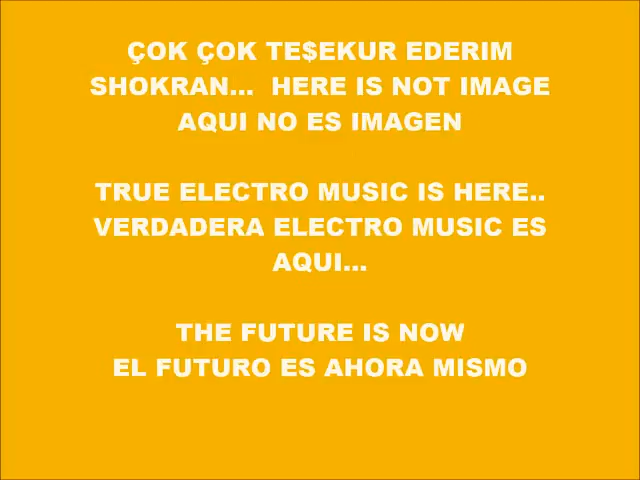 ÇOK ÇOK TE$EKUR EDERIM
SHOKRAN... HERE IS NOT IMAGE
AQUI NO ES IMAGEN
TRUE ELECTRO MUSIC IS HERE..
VERDADERA ELECTRO MUSIC ES
AQUI...
THE FUTURE IS NOW
EL FUTURO ES AHORA MISMO